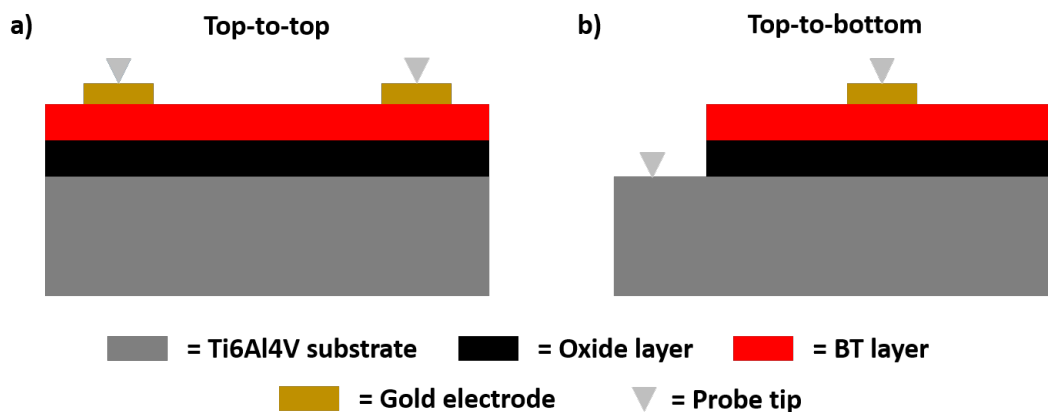 a) Top-to-top
b) Top-to-bottom
= Ti6Al4V substrate = Oxide layer = BT layer
= Gold electrode = Probe tip